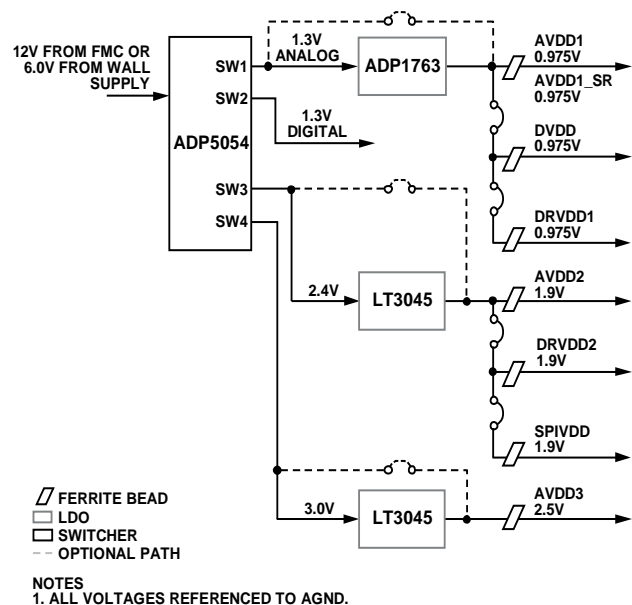 12V FROM FMC OR
6.0V FROM WALL
SUPPLY
ADP5054
SW1
SW2
SW3
SW4
1.3V
ANALOG
ADP1763
1.3V
DIGITAL
AVDD1
0.975V
AVDD1_SR
0.975V
DVDD
0.975V
DRVDD1
0.975V
2.4V
LT3045
AVDD2
1.9V
DRVDD2
1.9V
SPIVDD
1.9V
3.0V
LT3045
AVDD3
2.5V
FERRITE BEAD
LDO
SWITCHER
OPTIONAL PATH
NOTES
1. ALL VOLTAGES REFERENCED TO AGND.